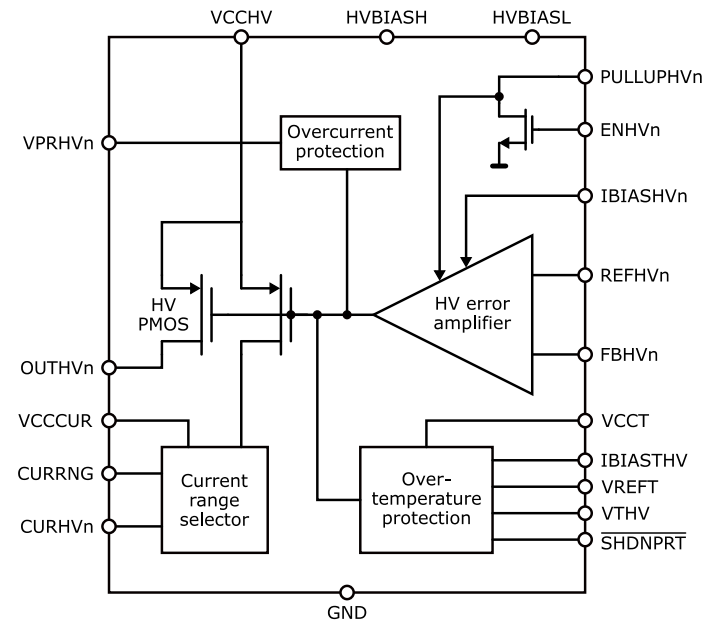 VCCHV
HVBIASH
HVBIASL
PULLUPHVn
Overcurrent
protection
ENHVn
VPRHVn
IBIASHVn
REFHVn
HV
PMOS
HV error
amplifier
OUTHVn
FBHVn
VCCCUR
VCCT
CURRNG
Current
range
selector
Over-
temperature
protection
IBIASTHV
VREFT
VTHV
CURHVn
SHDNPRT
GND